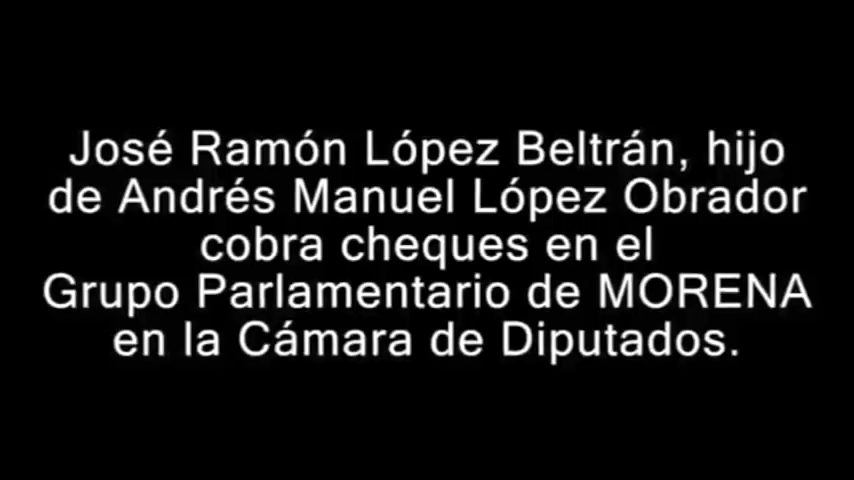 José Ramón López Beltrán, hijo
de Andrés Manuel López Obrador
cobra cheques en el
Grupo Parlamentario de MORENA
en la Cámara de Diputados.